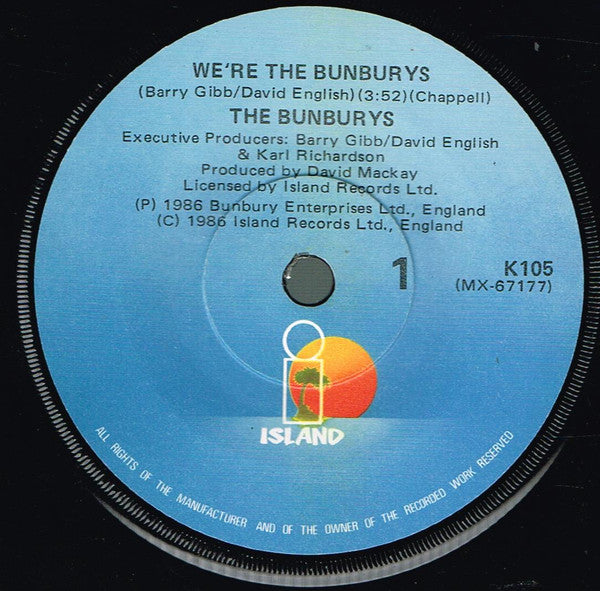 WE'RE THE BUNBURYS
(Barry Gibb/David English)(3:52)(Chappell)
THE BUNBURYS
Executive Producers: Barry Gibb/David English
& Karl Richardson
Produced by David Mackay
Licensed by Island Records Ltd.
(P) 1986 Bunbury Enterprises Ltd., England
(C) 1986 Island Records Ltd., England
1
K105
(MX-67177)
i
ISLAND
ALL RIGHTS OF THE MANUFACTURER AND OF THE OWNER OF THE RECORDED WORK RESERVED